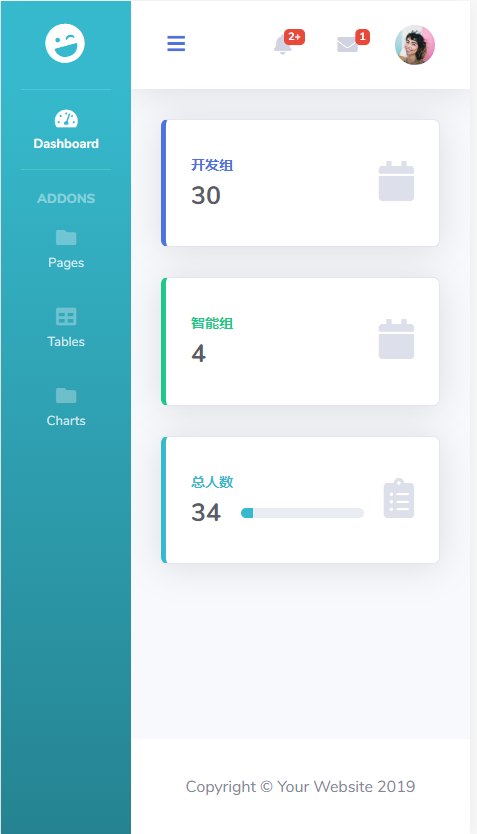 2+
1
Dashboard
ADDONS
Pages
Tables
Charts
开发组
30
智能组
4
总人数
34
Copyright © Your Website 2019